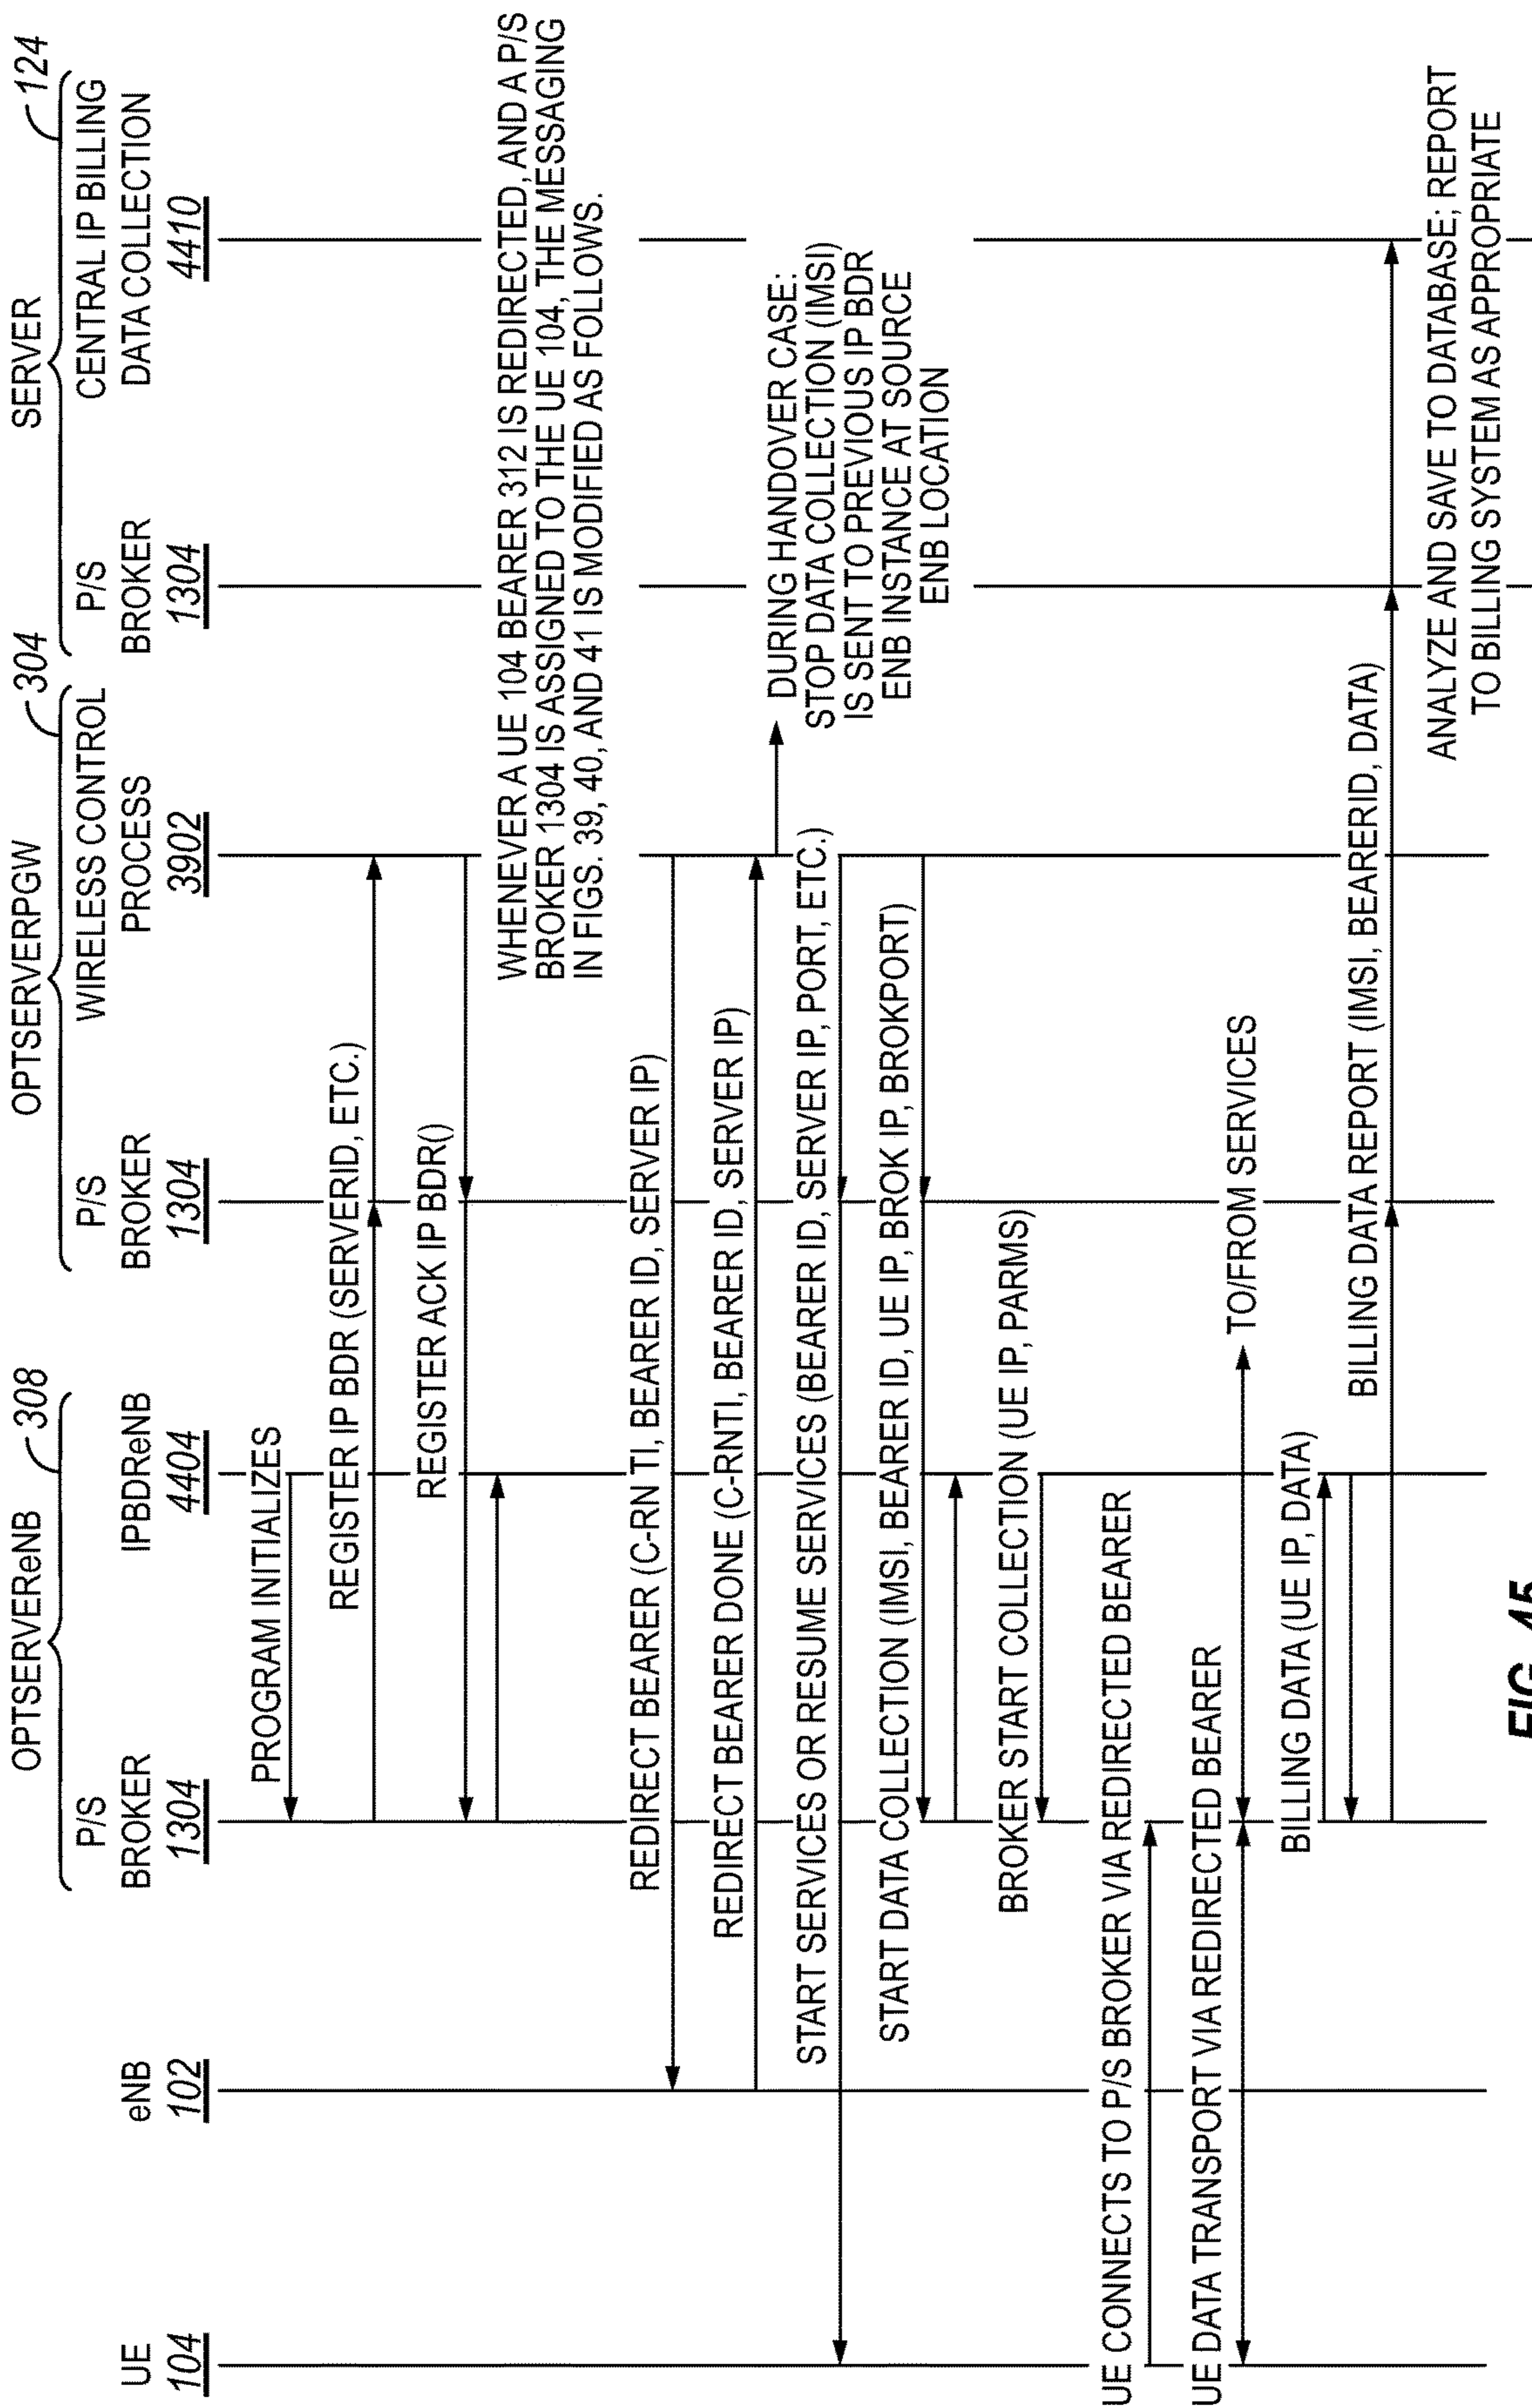 UE
104
eNB
102
OPTSERVEReNB
308
P/S
BROKER
1304
IPBDReNB
4404
OPTSERVERPGW
304
P/S
BROKER
1304
WIRELESS CONTROL
PROCESS
3902
SERVER
124
P/S
BROKER
1304
CENTRAL IP BILLING
DATA COLLECTION
4410
PROGRAM INITIALIZES
REGISTER IP BDR (SERVERID, ETC.)
REGISTER ACK IP BDR()
WHENEVER A UE 104 BEARER 312 IS REDIRECTED, AND A P/S
BROKER 1304 IS ASSIGNED TO THE UE 104, THE MESSAGING
IN FIGS. 39, 40, AND 41 IS MODIFIED AS FOLLOWS.
REDIRECT BEARER (C-RN TI, BEARER ID, SERVER IP)
REDIRECT BEARER DONE (C-RNTI, BEARER ID, SERVER IP)
DURING HANDOVER CASE:
STOP DATA COLLECTION (IMSI)
IS SENT TO PREVIOUS IP BDR
ENB INSTANCE AT SOURCE
ENB LOCATION
START SERVICES OR RESUME SERVICES (BEARER ID, SERVER IP, PORT, ETC.)
START DATA COLLECTION (IMSI, BEARER ID, UE IP, BROK IP, BROKPORT)
BROKER START COLLECTION (UE IP, PARMS)
UE CONNECTS TO P/S BROKER VIA REDIRECTED BEARER
UE DATA TRANSPORT VIA REDIRECTED BEARER
TO/FROM SERVICES
BILLING DATA (UE IP, DATA)
BILLING DATA REPORT (IMSI, BEARERID, DATA)
ANALYZE AND SAVE TO DATABASE; REPORT
TO BILLING SYSTEM AS APPROPRIATE
FIG. 45